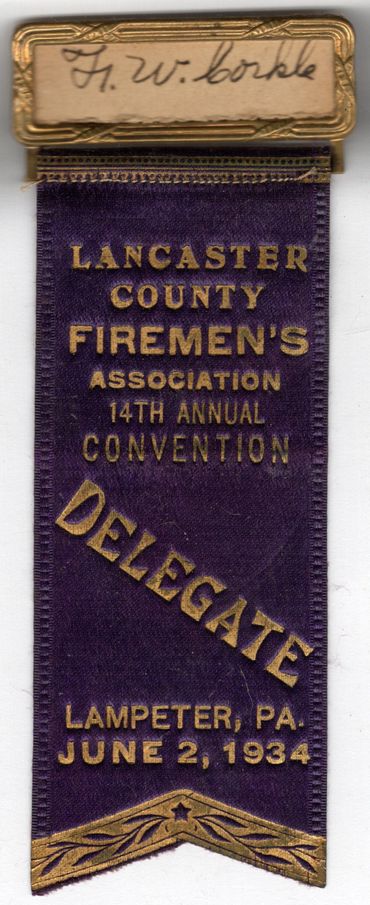 H. W. Corkle
LANCASTER
COUNTY
FIREMEN'S
ASSOCIATION
14TH ANNUAL
CONVENTION
DELEGATE
LAMPETER, PA.
JUNE 2, 1934